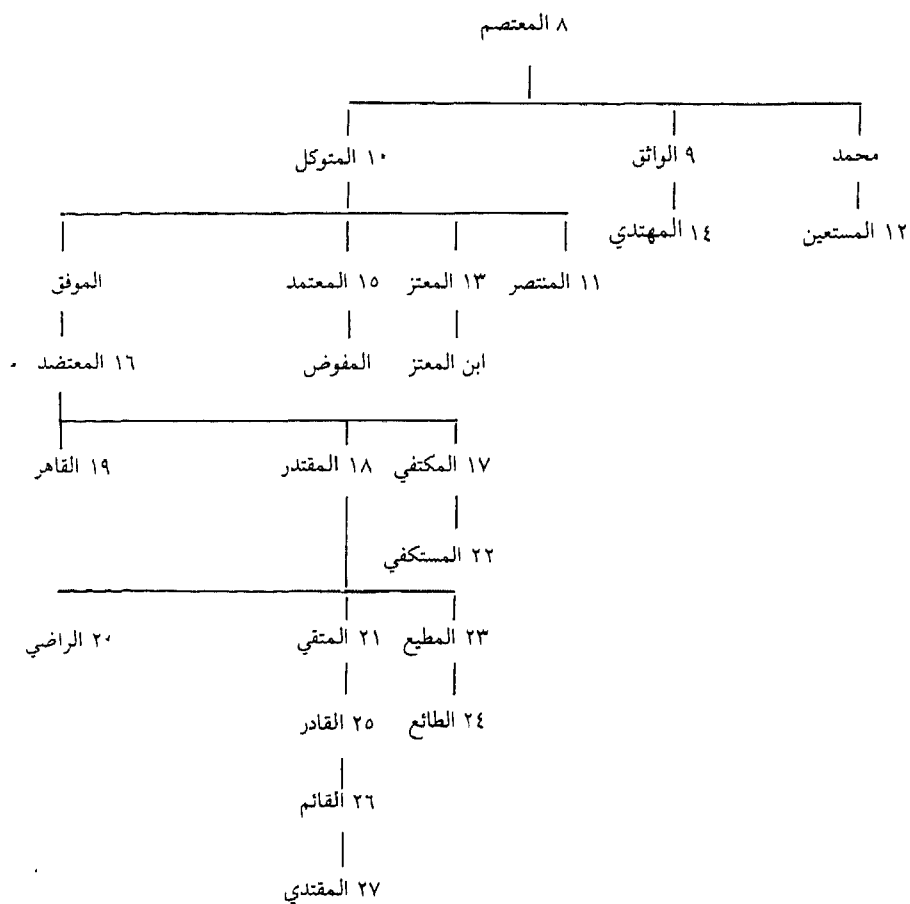 ٨ المعتصم
محمد ٩ الواثق ١٠ المتوكل
١٢ المستعين ١٤ المهتدي
١١ المنتصر ١٣ المعتز ١٥ المعتمد الموفق
ابن المعتز المفوض ١٦ المعتضد
١٧ المكتفي ١٨ المقتدر ١٩ القاهر
٢٢ المستكفي
٢٣ المطيع ٢١ المتقي ٢٠ الراضي
٢٤ الطائع ٢٥ القادر
٢٦ القائم
٢٧ المقتدي